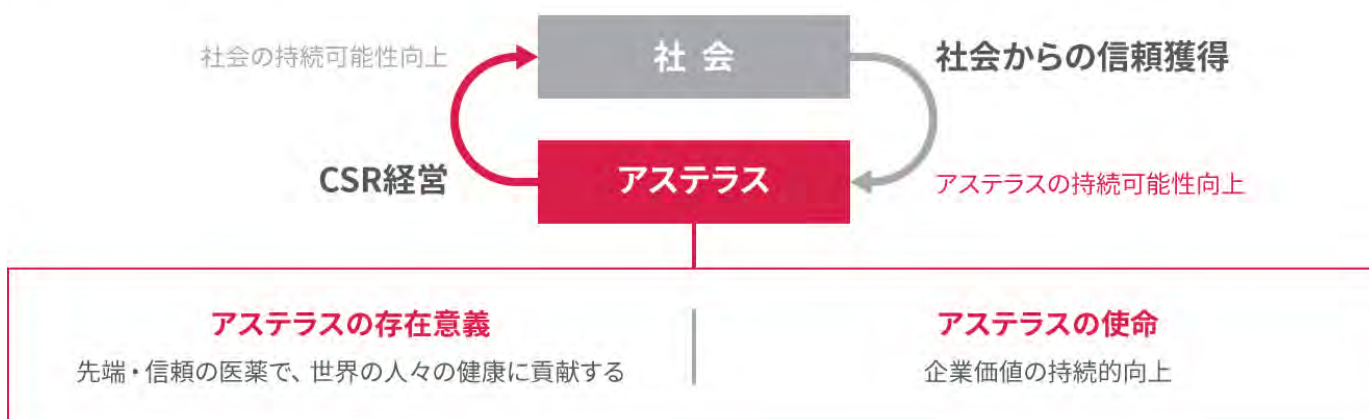 社会の持続可能性向上
社 会
社会からの信頼獲得
CSR経営
アステラス
アステラスの持続可能性向上
アステラスの存在意義
先端・信頼の医薬で、世界の人々の健康に貢献する
アステラスの使命
企業価値の持続的向上